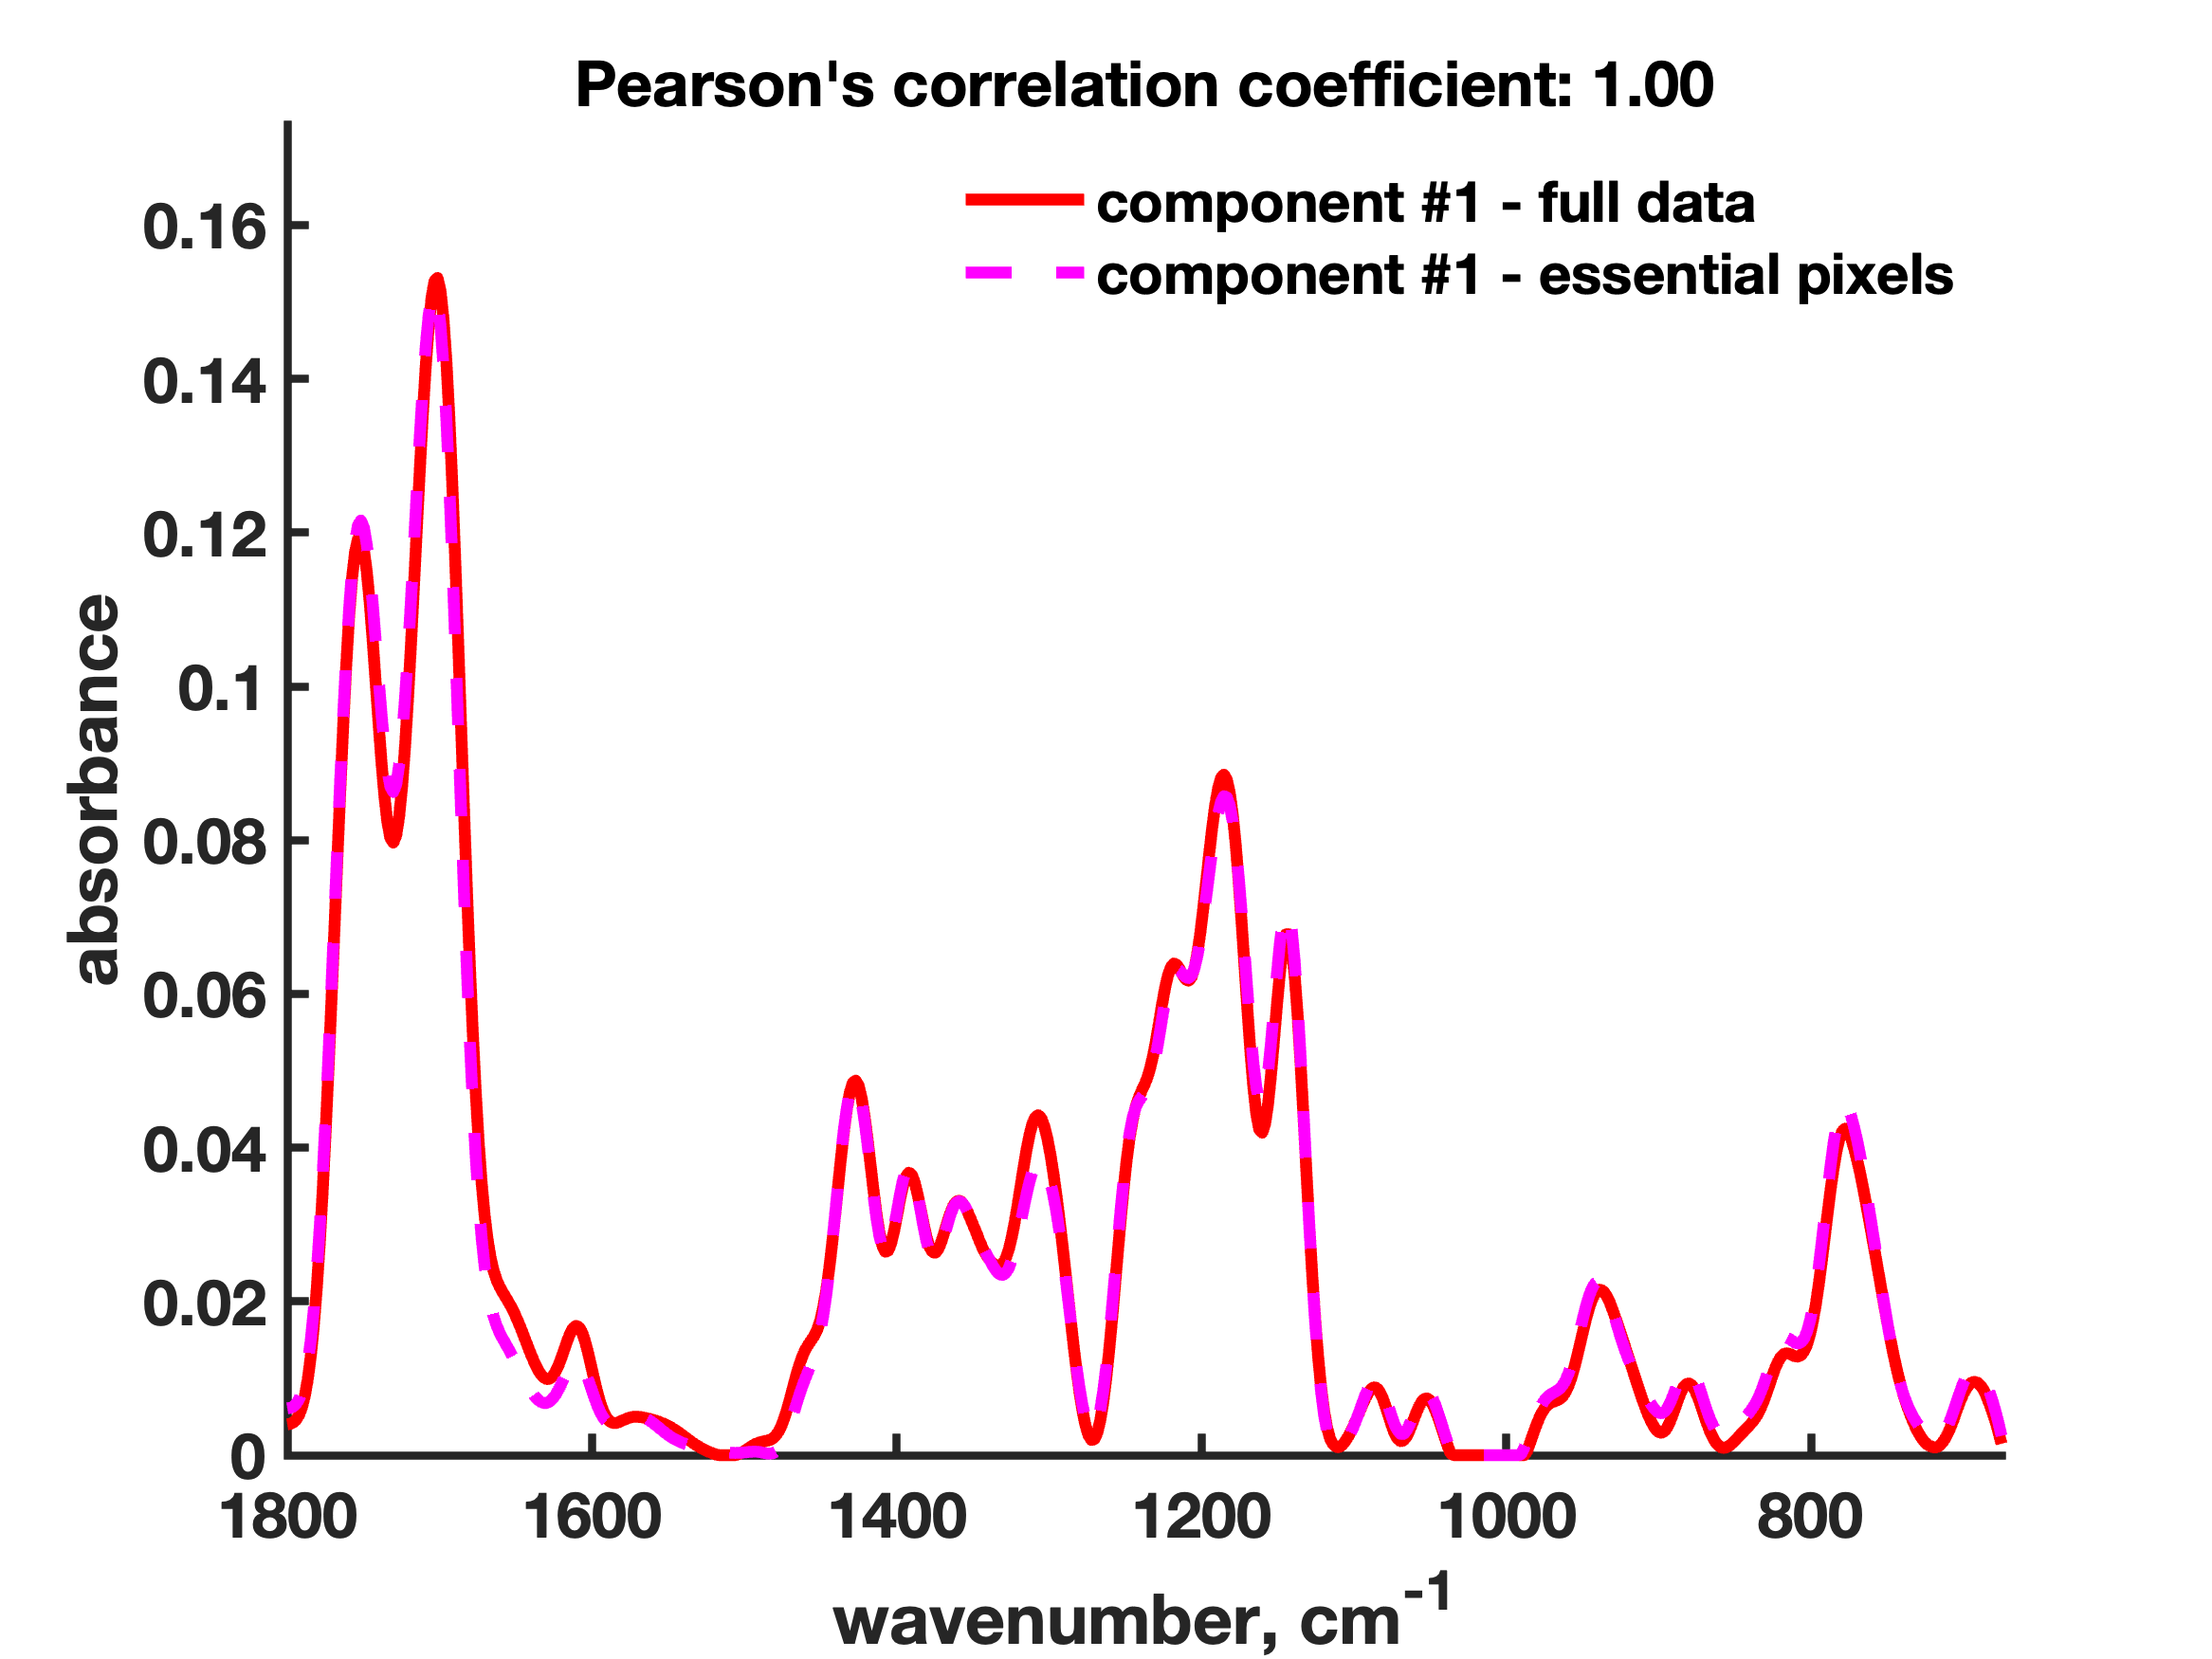 Pearson's correlation coefficient: 1.00
component #1 - full data
component #1 - essential pixels
absorbance
0.16
0.14
0.12
0.1
0.08
0.06
0.04
0.02
0
1800 1600 1400 1200 1000 800
wavenumber, cm⁻¹